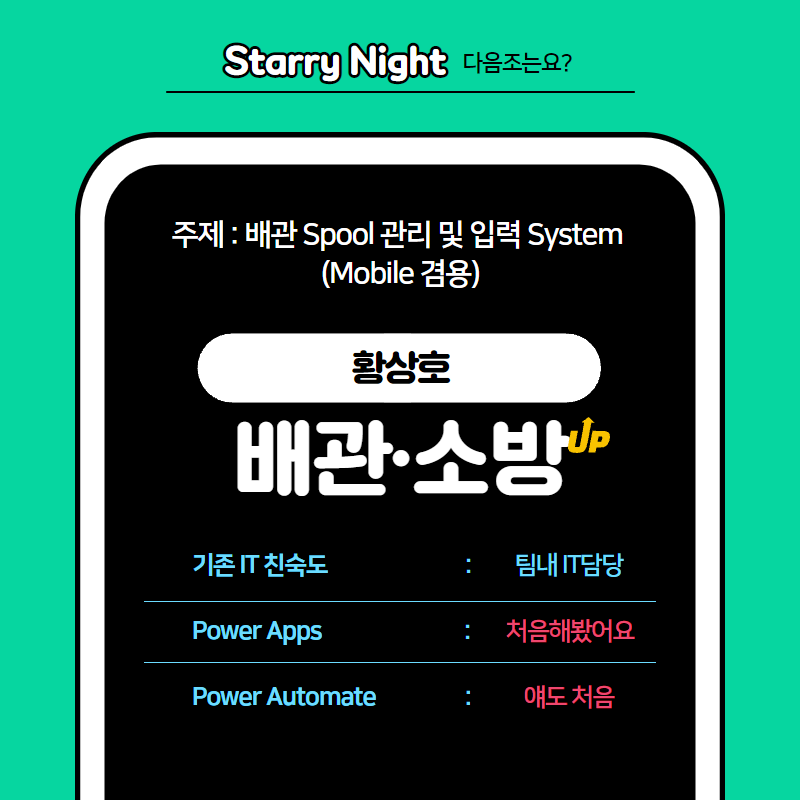 Starry Night 다음조는요?
주제 : 배관 Spool 관리 및 입력 System
(Mobile 겸용)
황상호
배관·소방UP
기존 IT 친숙도 : 팀내 IT담당
Power Apps : 처음해봤어요
Power Automate : 얘도 처음